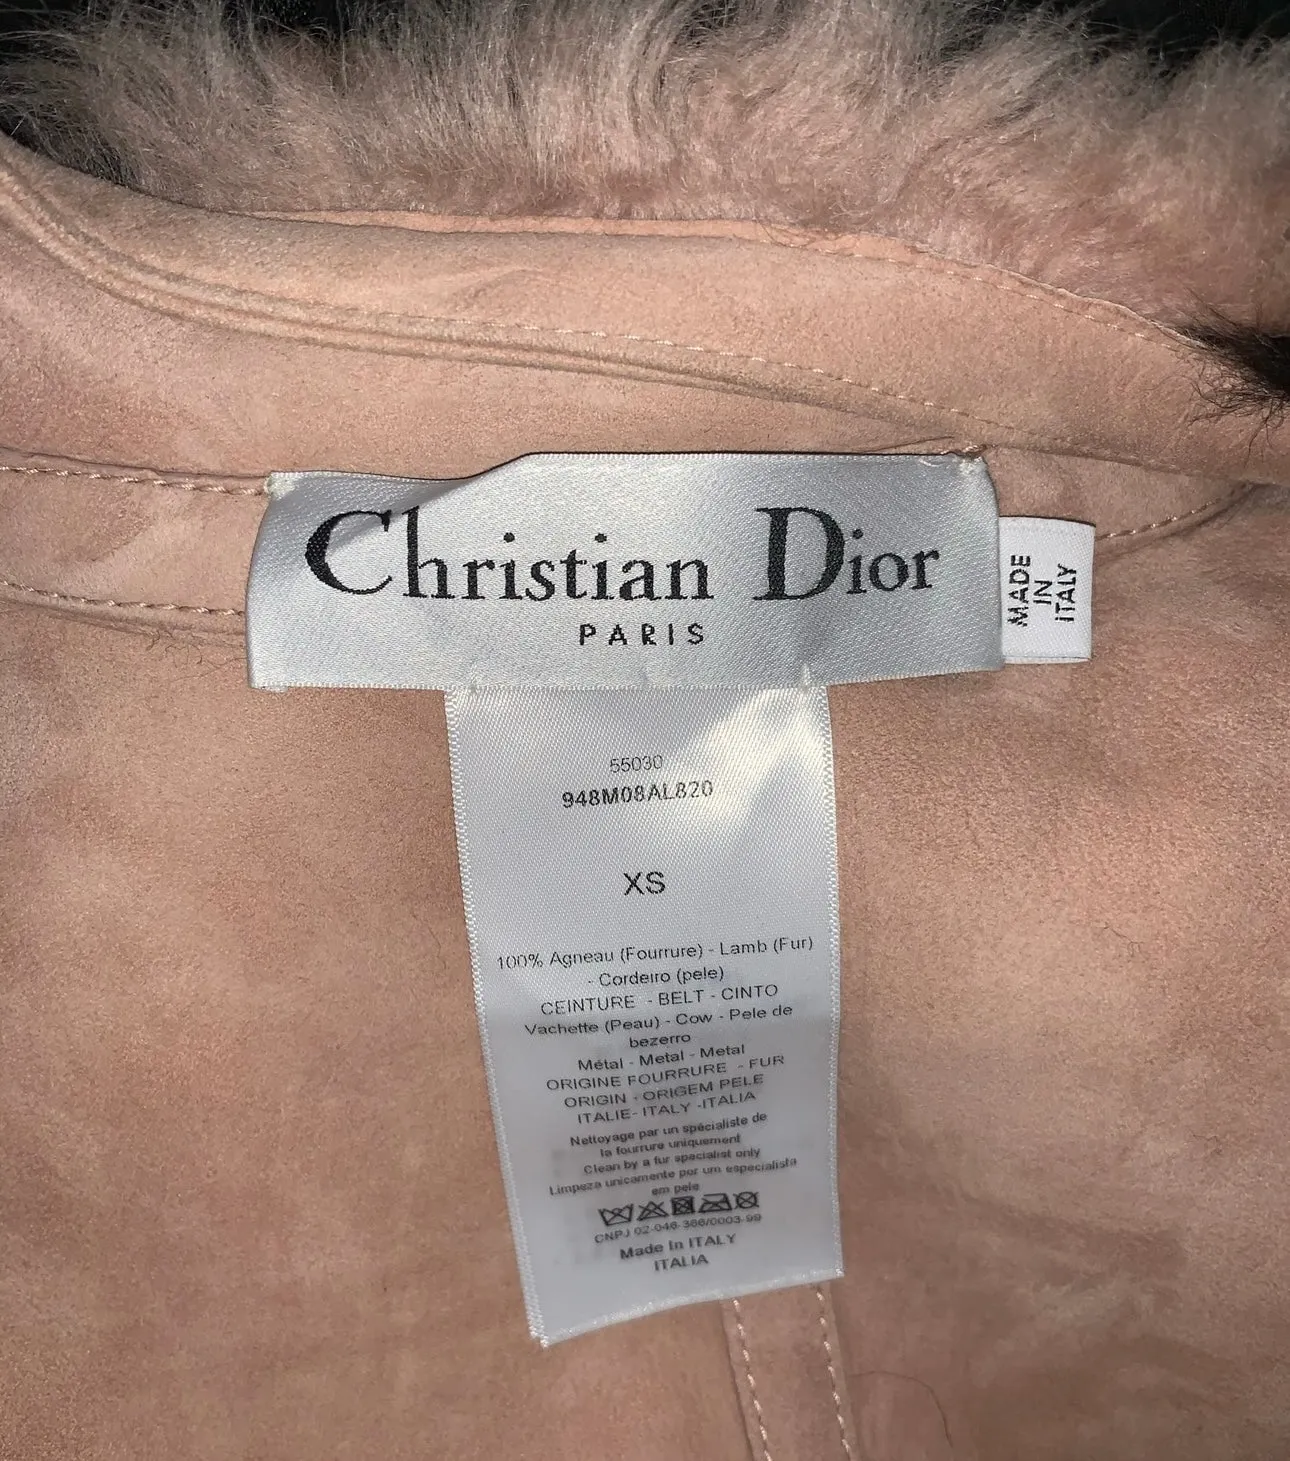 Christian Dior
PARIS
MADE
IN
ITALY
55030
948M08AL820
XS
100% Agneau (Fourrure) - Lamb (Fur)
- Cordeiro (pele)
CEINTURE - BELT - CINTO
Vachette (Peau) - Cow - Pele de
bezerro
Métal - Metal - Metal
ORIGINE FOURRURE - FUR
ORIGIN - ORIGEM PELE
ITALIE- ITALY -ITALIA
Nettoyage par un spécialiste de
la fourrure uniquement
Clean by a fur specialist only
Limpeza unicamente por um especialista
em pele
CNPJ 02-046-366/0003-99
Made In ITALY
ITALIA